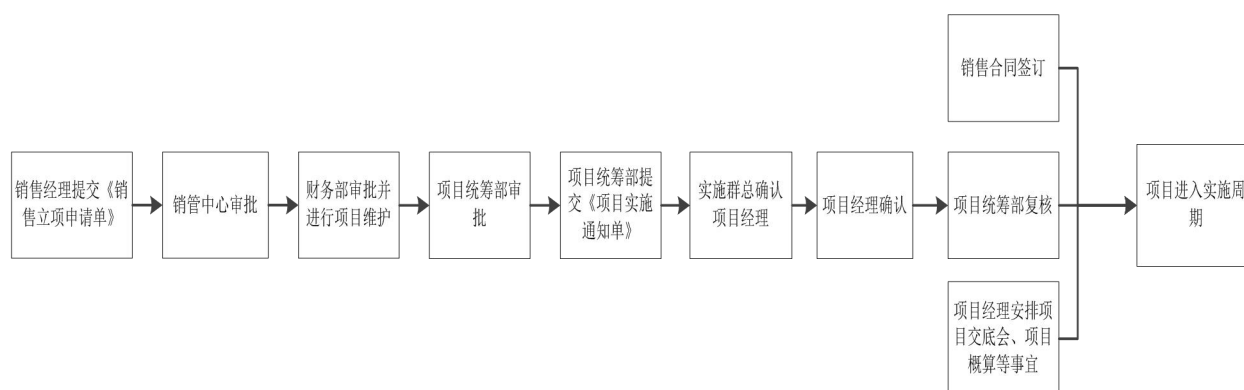 销售合同签订
销售经理提交《销
售立项申请单》
销管中心审批
财务部审批并
进行项目维护
项目统筹部审
批
项目统筹部提
交《项目实施
通知单》
实施群总确认
项目经理
项目经理确认
项目统筹部复核
项目进入实施周
期
项目经理安排项
目交底会、项目
概算等事宜